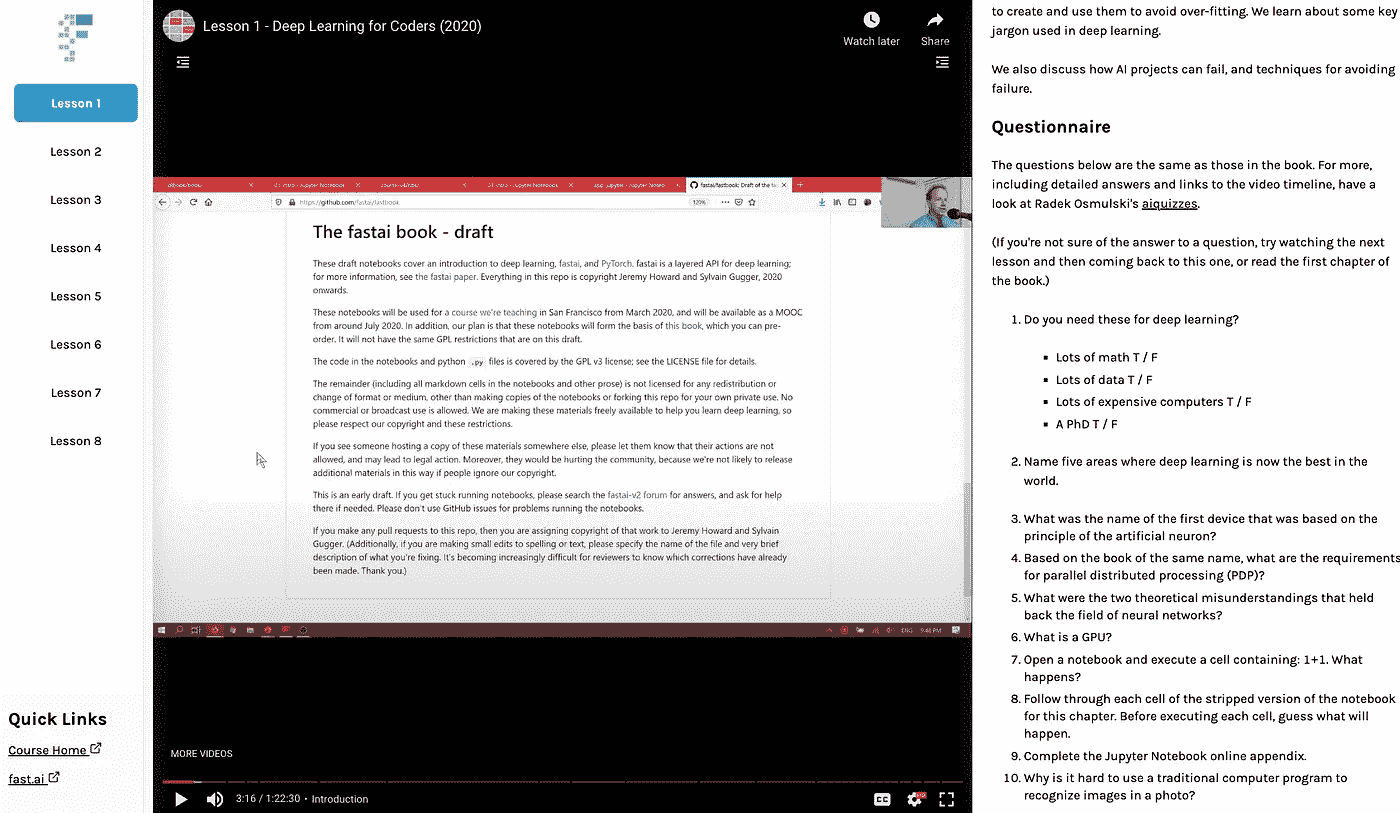 Lesson 1
Lesson 2
Lesson 3
Lesson 4
Lesson 5
Lesson 6
Lesson 7
Lesson 8
Quick Links
Course Home
fast.ai
Lesson 1 - Deep Learning for Coders (2020)
Watch later
Share
fastai/fastbook: Draft of the fa
https://github.com/fastai/fastbook
120%
The fastai book - draft
These draft notebooks cover an introduction to deep learning, fastai, and PyTorch. fastai is a layered API for deep learning;
for more information, see the fastai paper. Everything in this repo is copyright Jeremy Howard and Sylvain Gugger, 2020
onwards.
These notebooks will be used for a course we're teaching in San Francisco from March 2020, and will be available as a MOOC
from around July 2020. In addition, our plan is that these notebooks will form the basis of this book, which you can pre-
order. It will not have the same GPL restrictions that are on this draft.
The code in the notebooks and python .py files is covered by the GPL v3 license; see the LICENSE file for details.
The remainder (including all markdown cells in the notebooks and other prose) is not licensed for any redistribution or
change of format or medium, other than making copies of the notebooks or forking this repo for your own private use. No
commercial or broadcast use is allowed. We are making these materials freely available to help you learn deep learning, so
please respect our copyright and these restrictions.
If you see someone hosting a copy of these materials somewhere else, please let them know that their actions are not
allowed, and may lead to legal action. Moreover, they would be hurting the community, because we're not likely to release
additional materials in this way if people ignore our copyright.
This is an early draft. If you get stuck running notebooks, please search the fastai-v2 forum for answers, and ask for help
there if needed. Please don't use GitHub issues for problems running the notebooks.
If you make any pull requests to this repo, then you are assigning copyright of that work to Jeremy Howard and Sylvain
Gugger. (Additionally, if you are making small edits to spelling or text, please specify the name of the file and very brief
description of what you're fixing. It's becoming increasingly difficult for reviewers to know which corrections have already
been made. Thank you.)
ENG
9:48 PM
MORE VIDEOS
3:16 / 1:22:30 • Introduction
CC
to create and use them to avoid over-fitting. We learn about some key
jargon used in deep learning.
We also discuss how AI projects can fail, and techniques for avoiding
failure.
Questionnaire
The questions below are the same as those in the book. For more,
including detailed answers and links to the video timeline, have a
look at Radek Osmulski's aiquizzes.
(If you're not sure of the answer to a question, try watching the next
lesson and then coming back to this one, or read the first chapter of
the book.)
1. Do you need these for deep learning?
▪ Lots of math T / F
▪ Lots of data T / F
▪ Lots of expensive computers T / F
▪ A PhD T / F
2. Name five areas where deep learning is now the best in the
world.
3. What was the name of the first device that was based on the
principle of the artificial neuron?
4. Based on the book of the same name, what are the requirements
for parallel distributed processing (PDP)?
5. What were the two theoretical misunderstandings that held
back the field of neural networks?
6. What is a GPU?
7. Open a notebook and execute a cell containing: 1+1. What
happens?
8. Follow through each cell of the stripped version of the notebook
for this chapter. Before executing each cell, guess what will
happen.
9. Complete the Jupyter Notebook online appendix.
10. Why is it hard to use a traditional computer program to
recognize images in a photo?